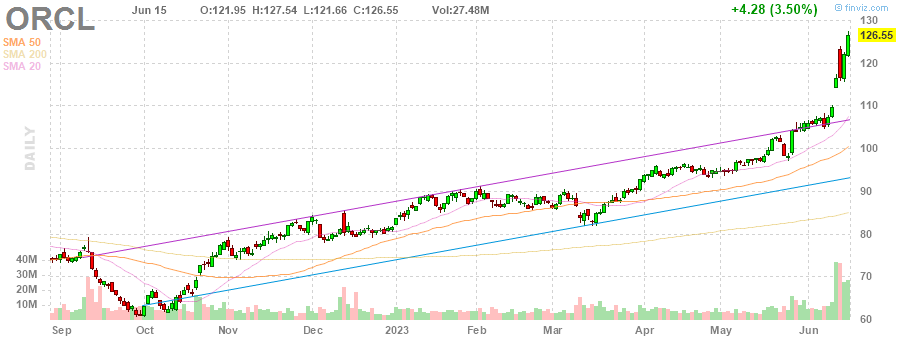 ORCL Jun 15 O:121.95 H:127.54 L:121.66 C:126.55 Vol:27.48M +4.28 (3.50%) © finviz.com
SMA 50
SMA 200
SMA 20
DAILY
130
126.55
120
110
100
90
80
70
60
40M
30M
20M
10M
Sep Oct Nov Dec 2023 Feb Mar Apr May Jun